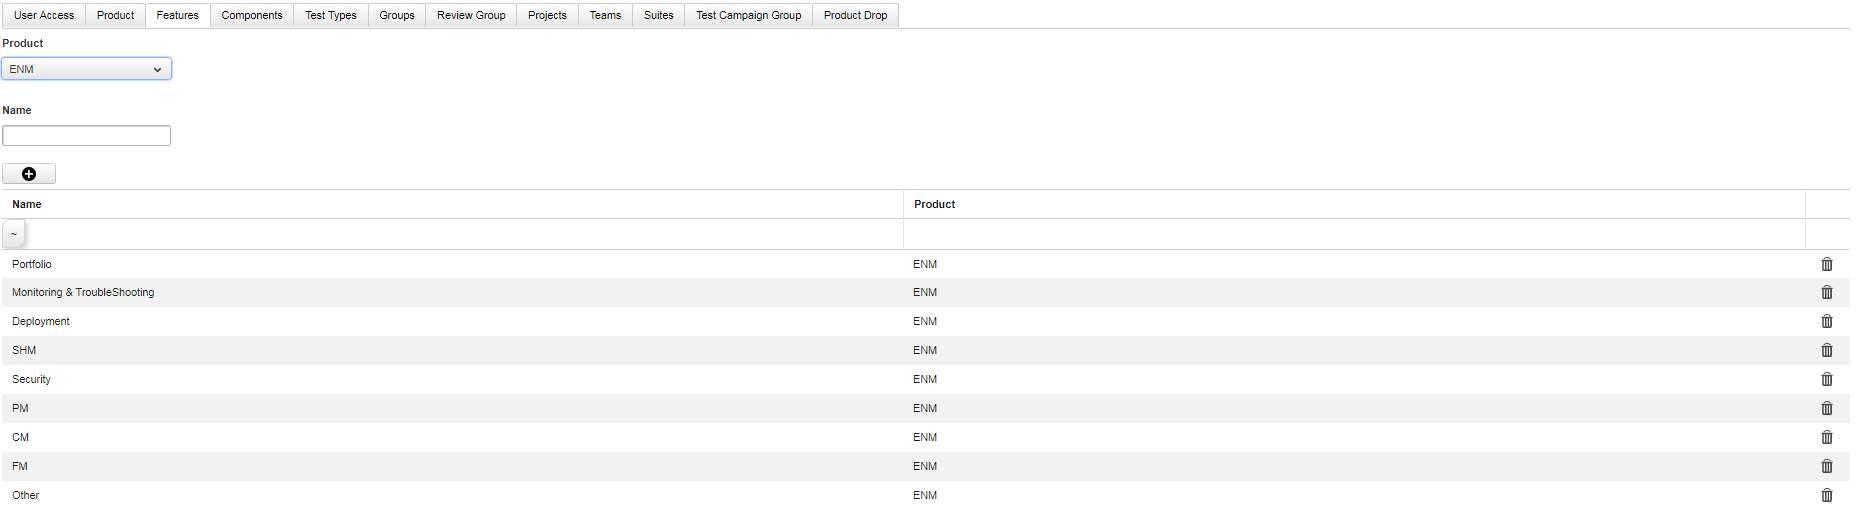 User Access Product Features Components Test Types Groups Review Group Projects Teams Suites Test Campaign Group Product Drop
Product
ENM
Name
Name Product
~
Portfolio ENM
Monitoring & TroubleShooting ENM
Deployment ENM
SHM ENM
Security ENM
PM ENM
CM ENM
FM ENM
Other ENM